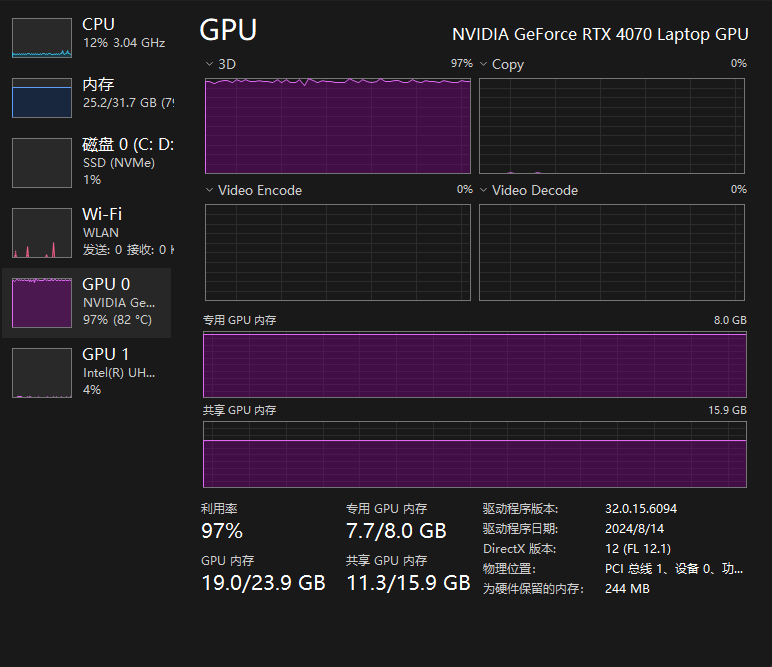 CPU
12% 3.04 GHz
内存
25.2/31.7 GB (79
磁盘 0 (C: D:
SSD (NVMe)
1%
Wi-Fi
WLAN
发送: 0 接收: 0 K
GPU 0
NVIDIA Ge...
97% (82 °C)
GPU 1
Intel(R) UH...
4%
GPU
NVIDIA GeForce RTX 4070 Laptop GPU
3D 97%
Copy 0%
Video Encode 0%
Video Decode 0%
专用 GPU 内存 8.0 GB
共享 GPU 内存 15.9 GB
利用率
97%
专用 GPU 内存
7.7/8.0 GB
GPU 内存
19.0/23.9 GB
共享 GPU 内存
11.3/15.9 GB
驱动程序版本: 32.0.15.6094
驱动程序日期: 2024/8/14
DirectX 版本: 12 (FL 12.1)
物理位置: PCI 总线 1、设备 0、功...
为硬件保留的内存: 244 MB